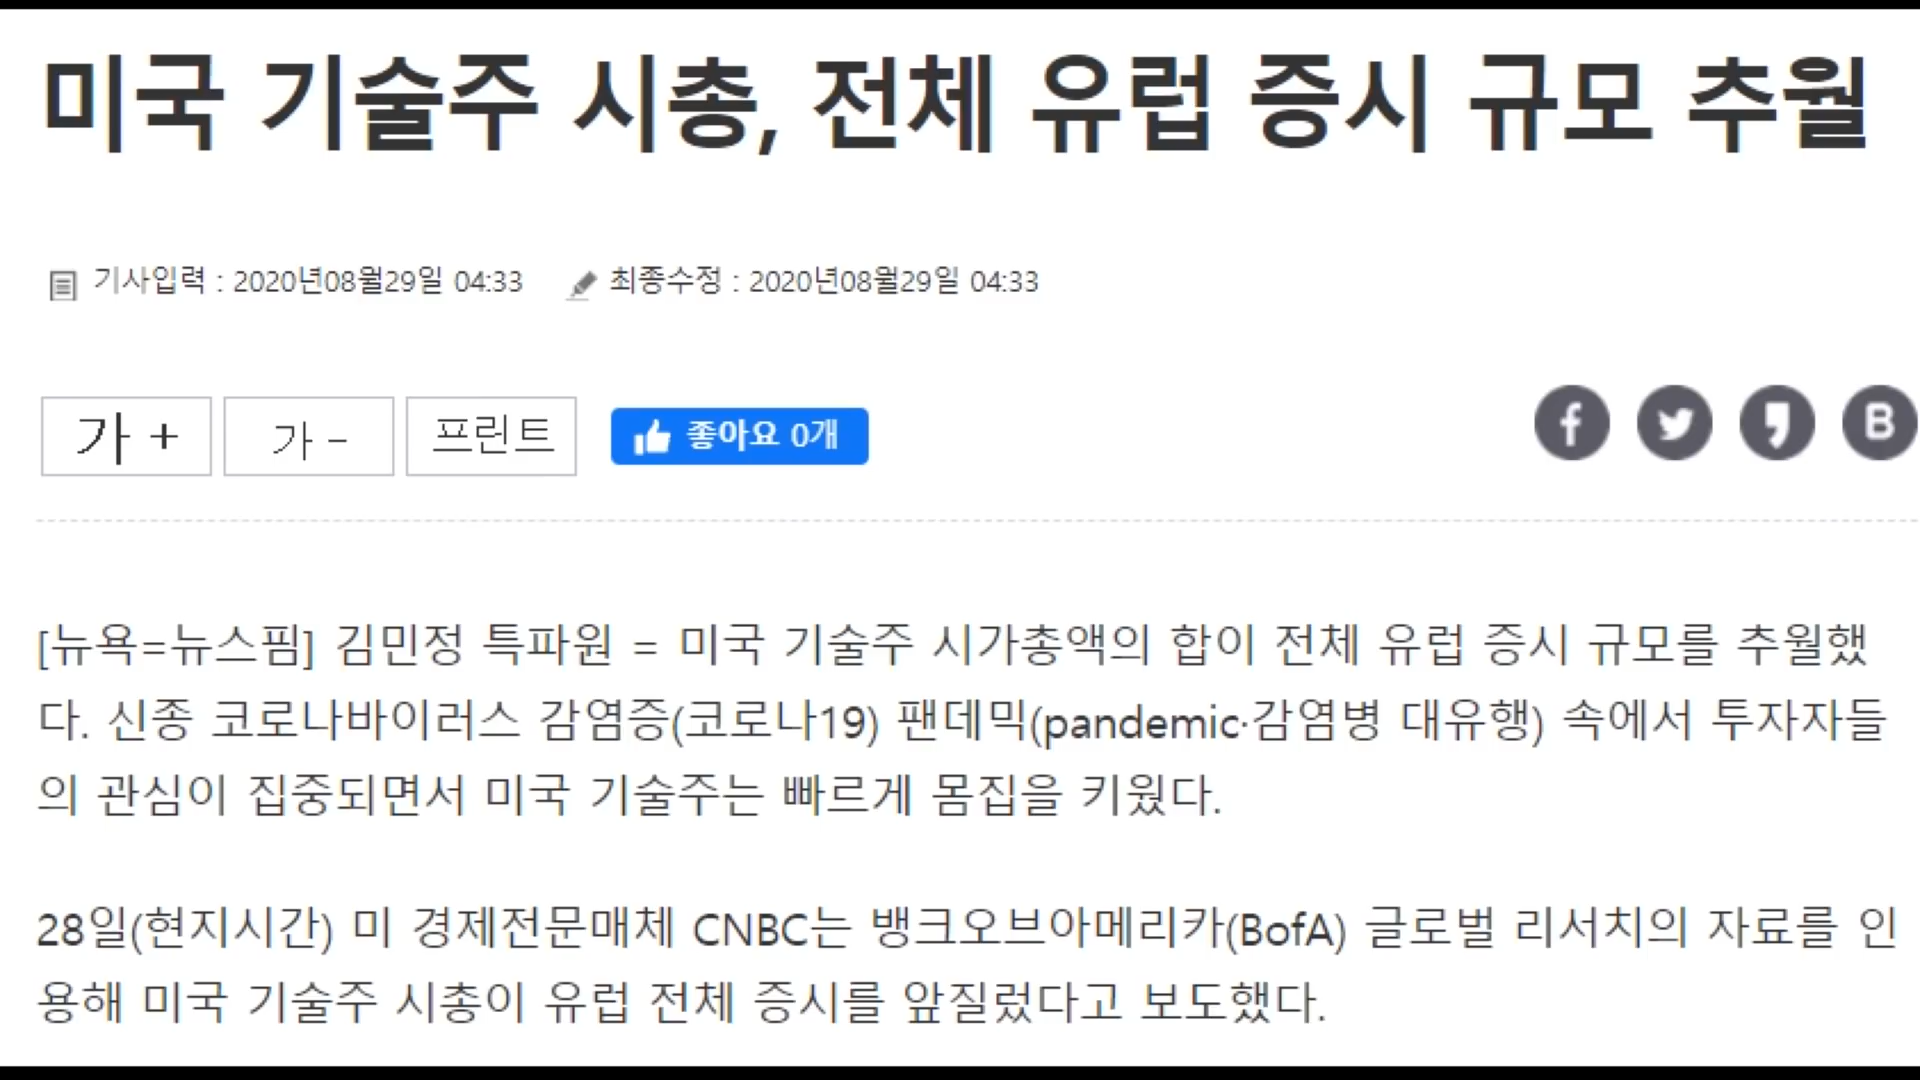 미국 기술주 시총, 전체 유럽 증시 규모 추월
기사입력 : 2020년08월29일 04:33 최종수정 : 2020년08월29일 04:33
가 + 가 - 프린트 좋아요 0개 f B
[뉴욕=뉴스핌] 김민정 특파원 = 미국 기술주 시가총액의 합이 전체 유럽 증시 규모를 추월했
다. 신종 코로나바이러스 감염증(코로나19) 팬데믹(pandemic·감염병 대유행) 속에서 투자자들
의 관심이 집중되면서 미국 기술주는 빠르게 몸집을 키웠다.
28일(현지시간) 미 경제전문매체 CNBC는 뱅크오브아메리카(BofA) 글로벌 리서치의 자료를 인
용해 미국 기술주 시총이 유럽 전체 증시를 앞질렀다고 보도했다.